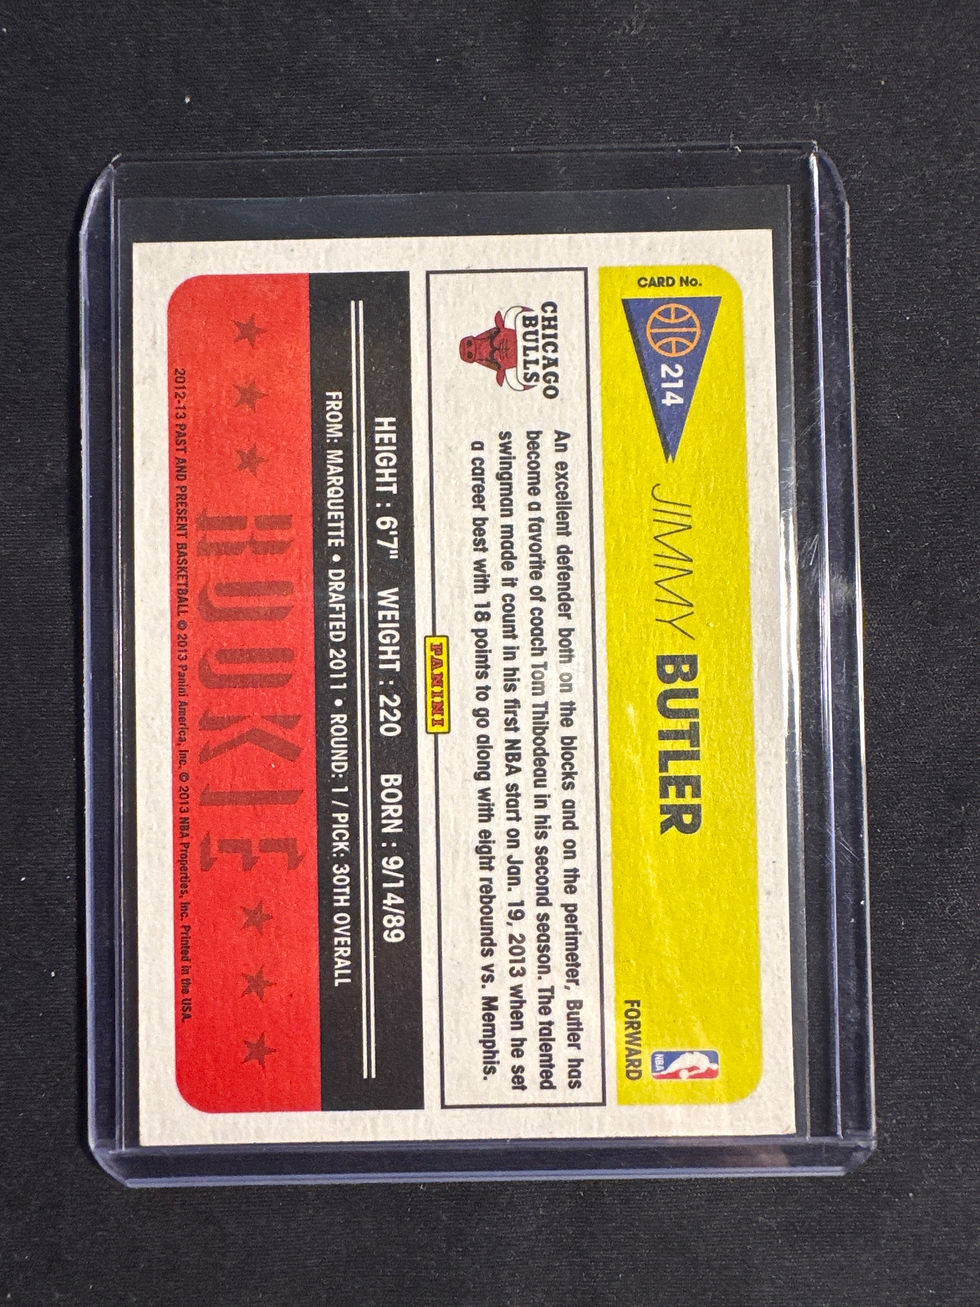 CARD No.
214
JIMMY BUTLER
FORWARD
NBA
CHICAGO
BULLS
An excellent defender both on the blocks and on the perimeter, Butler has
become a favorite of coach Tom Thibodeau in his second season. The talented
swingman made it count in his first NBA start on Jan. 19, 2013 when he set
a career best with 18 points to go along with eight rebounds vs. Memphis.
PANINI
HEIGHT : 6'7" WEIGHT : 220 BORN : 9/14/89
FROM: MARQUETTE • DRAFTED 2011 • ROUND: 1 / PICK: 30TH OVERALL
ROOKIE
2012-13 PAST AND PRESENT BASKETBALL © 2013 Panini America, Inc. © 2013 NBA Properties, Inc. Printed in the USA.